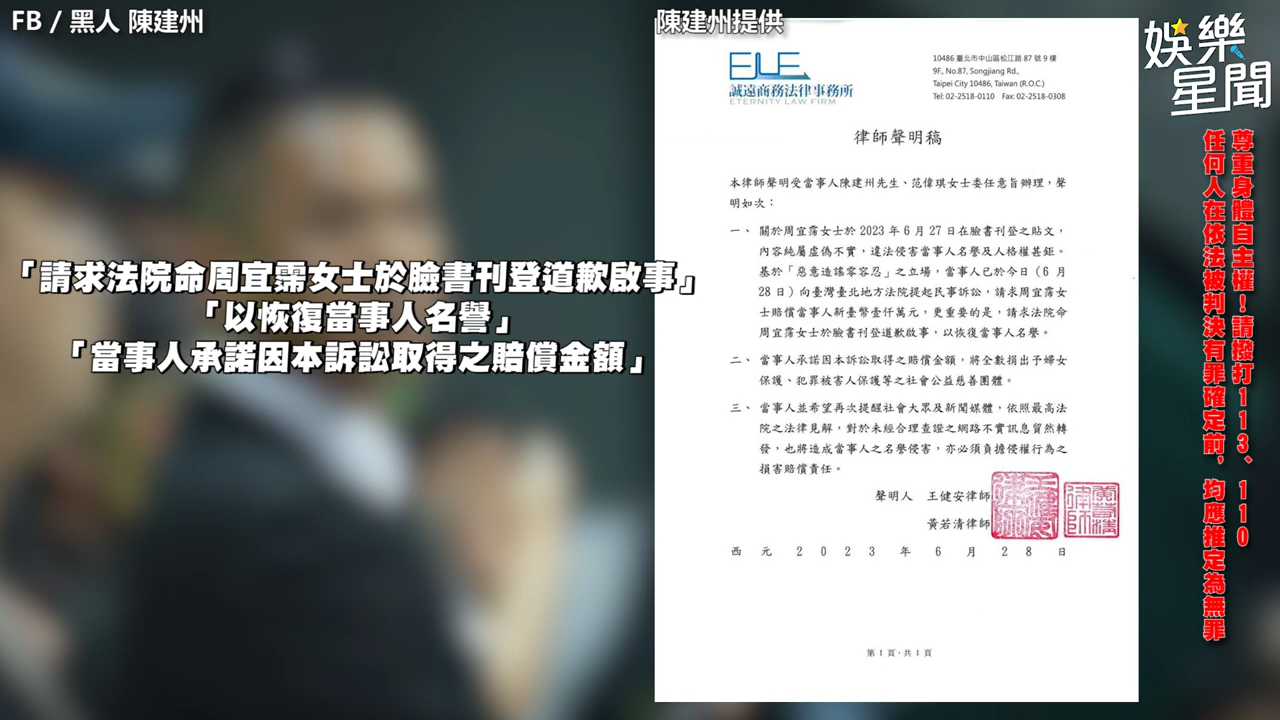 FB / 黑人 陳建州
陳建州提供
娛樂
星聞
ELE
誠遠商務法律事務所
ETERNITY LAW FIRM
10486 臺北市中山區松江路 87 號 9 樓
9F., No.87, Songjiang Rd.,
Taipei City 10486, Taiwan (R.O.C.)
Tel: 02-2518-0110 Fax: 02-2518-0308
律師聲明稿
本律師聲明受當事人陳建州先生、范偉琪女士委任意旨辦理，聲
明如次：
一、 關於周宜霈女士於 2023 年 6 月 27 日在臉書刊登之貼文，
內容純屬虛偽不實，違法侵害當事人名譽及人格權甚鉅。
基於「惡意造謠零容忍」之立場，當事人已於今日（6 月
28 日）向臺灣臺北地方法院提起民事訴訟，請求周宜霈女
士賠償當事人新臺幣壹仟萬元，更重要的是，請求法院命
周宜霈女士於臉書刊登道歉啟事，以恢復當事人名譽。
二、 當事人承諾因本訴訟取得之賠償金額，將全數捐出予婦女
保護、犯罪被害人保護等之社會公益慈善團體。
三、 當事人並希望再次提醒社會大眾及新聞媒體，依照最高法
院之法律見解，對於未經合理查證之網路不實訊息貿然轉
發，也將造成當事人之名譽侵害，亦必須負擔侵權行為之
損害賠償責任。
聲明人 王健安律師
黃若清律師
西元 2023 年 6 月 28 日
第 1 頁，共 1 頁
「請求法院命周宜霈女士於臉書刊登道歉啟事」
「以恢復當事人名譽」
「當事人承諾因本訴訟取得之賠償金額」
尊重身體自主權！請撥打113、110
任何人在依法被判決有罪確定前，均應推定為無罪